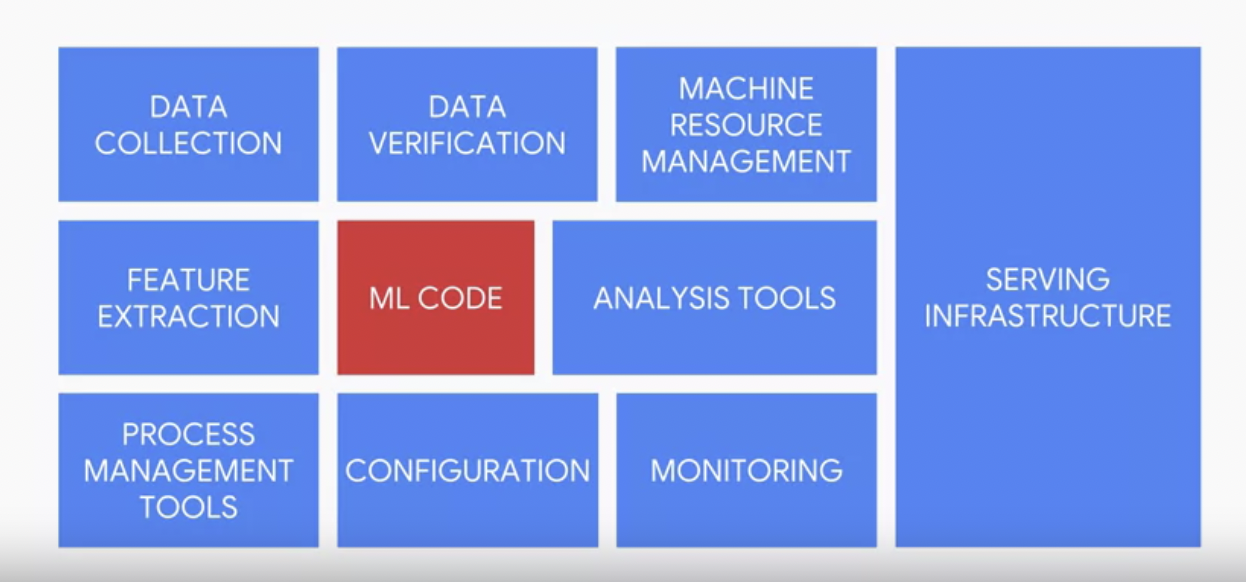 DATA
COLLECTION
DATA
VERIFICATION
MACHINE
RESOURCE
MANAGEMENT
FEATURE
EXTRACTION
ML CODE
ANALYSIS TOOLS
SERVING
INFRASTRUCTURE
PROCESS
MANAGEMENT
TOOLS
CONFIGURATION
MONITORING